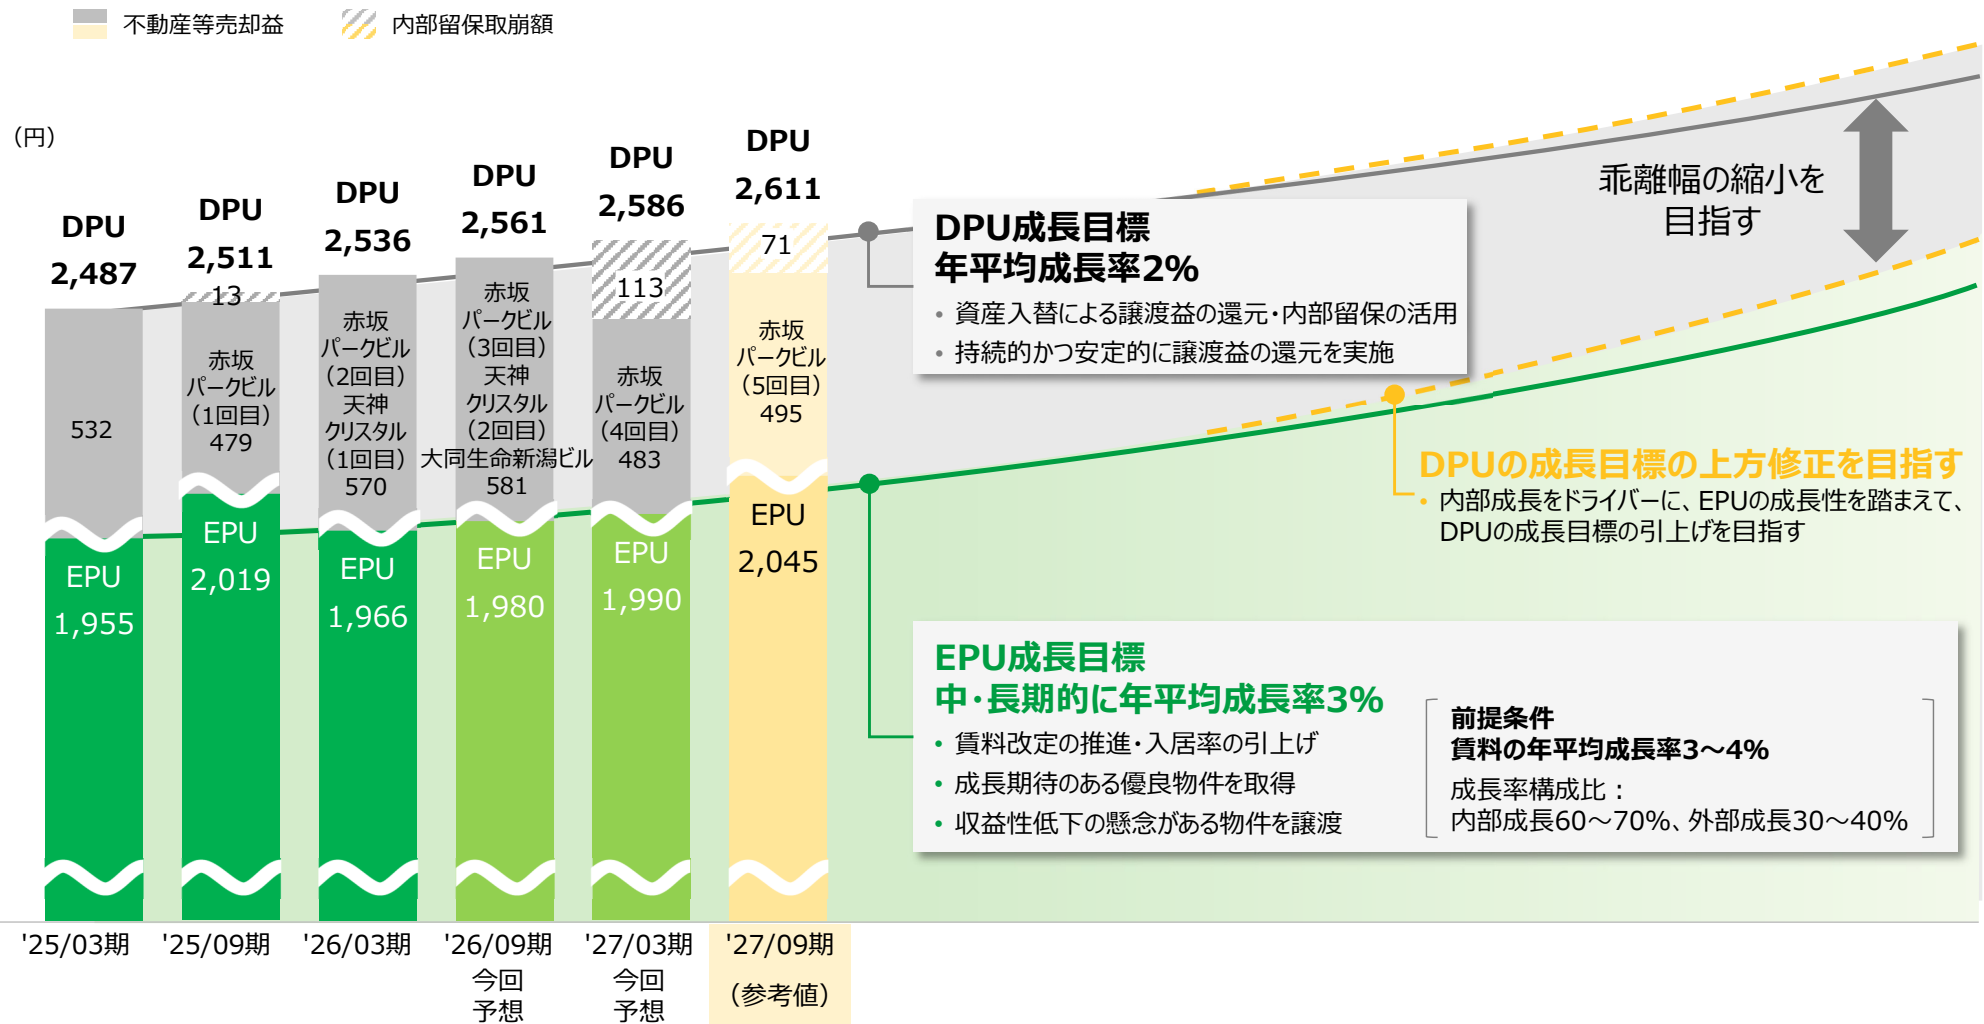 不動産等売却益
内部留保取崩額
（円）
DPU
2,487
532
EPU
1,955
'25/03期
DPU
2,511
13
赤坂
パークビル
（1回目）
479
EPU
2,019
'25/09期
DPU
2,536
赤坂
パークビル
（2回目）
天神
クリスタル
（1回目）
570
EPU
1,966
'26/03期
DPU
2,561
赤坂
パークビル
（3回目）
天神
クリスタル
（2回目）
大同生命新潟ビル
581
EPU
1,980
'26/09期
今回
予想
DPU
2,586
113
赤坂
パークビル
（4回目）
483
EPU
1,990
'27/03期
今回
予想
DPU
2,611
71
赤坂
パークビル
（5回目）
495
EPU
2,045
'27/09期
（参考値）
DPU成長目標
年平均成長率2%
• 資産入替による譲渡益の還元・内部留保の活用
• 持続的かつ安定的に譲渡益の還元を実施
乖離幅の縮小を
目指す
DPUの成長目標の上方修正を目指す
• 内部成長をドライバーに、EPUの成長性を踏まえて、
DPUの成長目標の引上げを目指す
EPU成長目標
中・長期的に年平均成長率3%
• 賃料改定の推進・入居率の引上げ
• 成長期待のある優良物件を取得
• 収益性低下の懸念がある物件を譲渡
前提条件
賃料の年平均成長率3～4%
成長率構成比：
内部成長60～70%、外部成長30～40%